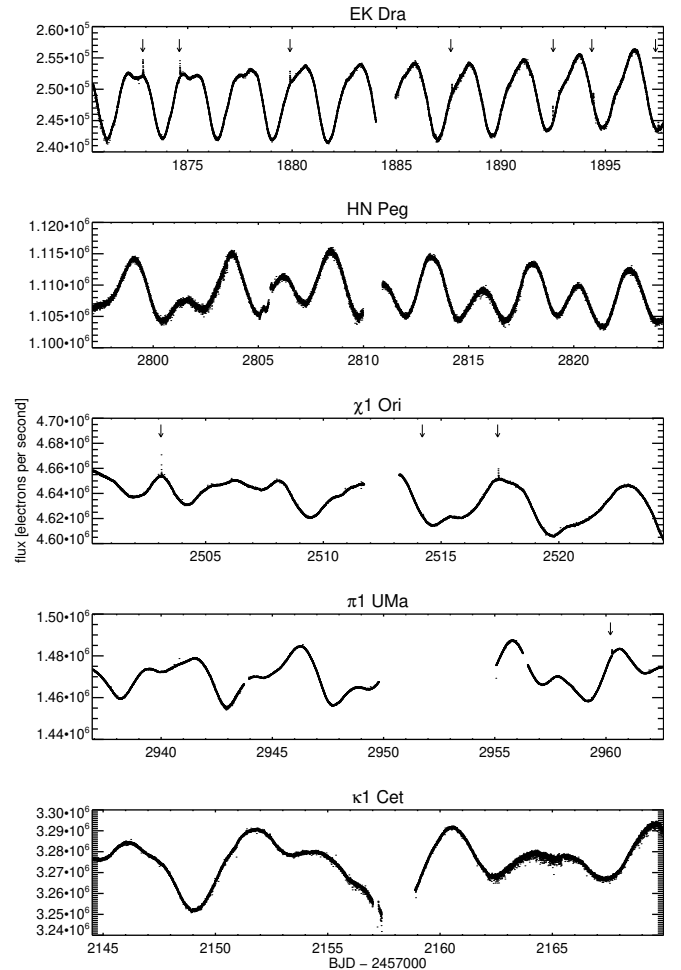 EK Dra
2.60•10⁵
2.55•10⁵
2.50•10⁵
2.45•10⁵
2.40•10⁵
1875 1880 1885 1890 1895
HN Peg
1.120•10⁶
1.115•10⁶
1.110•10⁶
1.105•10⁶
1.100•10⁶
2800 2805 2810 2815 2820
χ1 Ori
4.70•10⁶
4.68•10⁶
4.66•10⁶
4.64•10⁶
4.62•10⁶
4.60•10⁶
2505 2510 2515 2520
flux [electrons per second]
π1 UMa
1.50•10⁶
1.48•10⁶
1.46•10⁶
1.44•10⁶
2940 2945 2950 2955 2960
κ1 Cet
3.30•10⁶
3.29•10⁶
3.28•10⁶
3.27•10⁶
3.26•10⁶
3.25•10⁶
3.24•10⁶
2145 2150 2155 2160 2165
BJD − 2457000